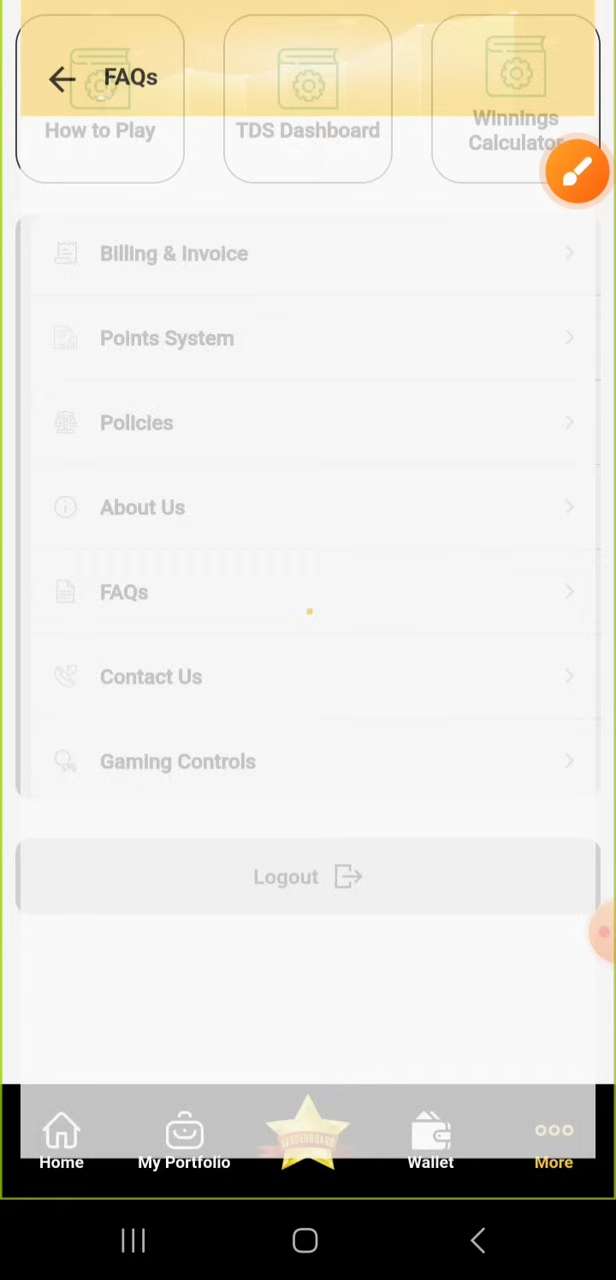 FAQs
How to Play
TDS Dashboard
Winnings
Calculator
Billing & Invoice
Points System
Policies
About Us
FAQs
Contact Us
Gaming Controls
Logout
LEADERBOARD
Home
My Portfolio
Wallet
More